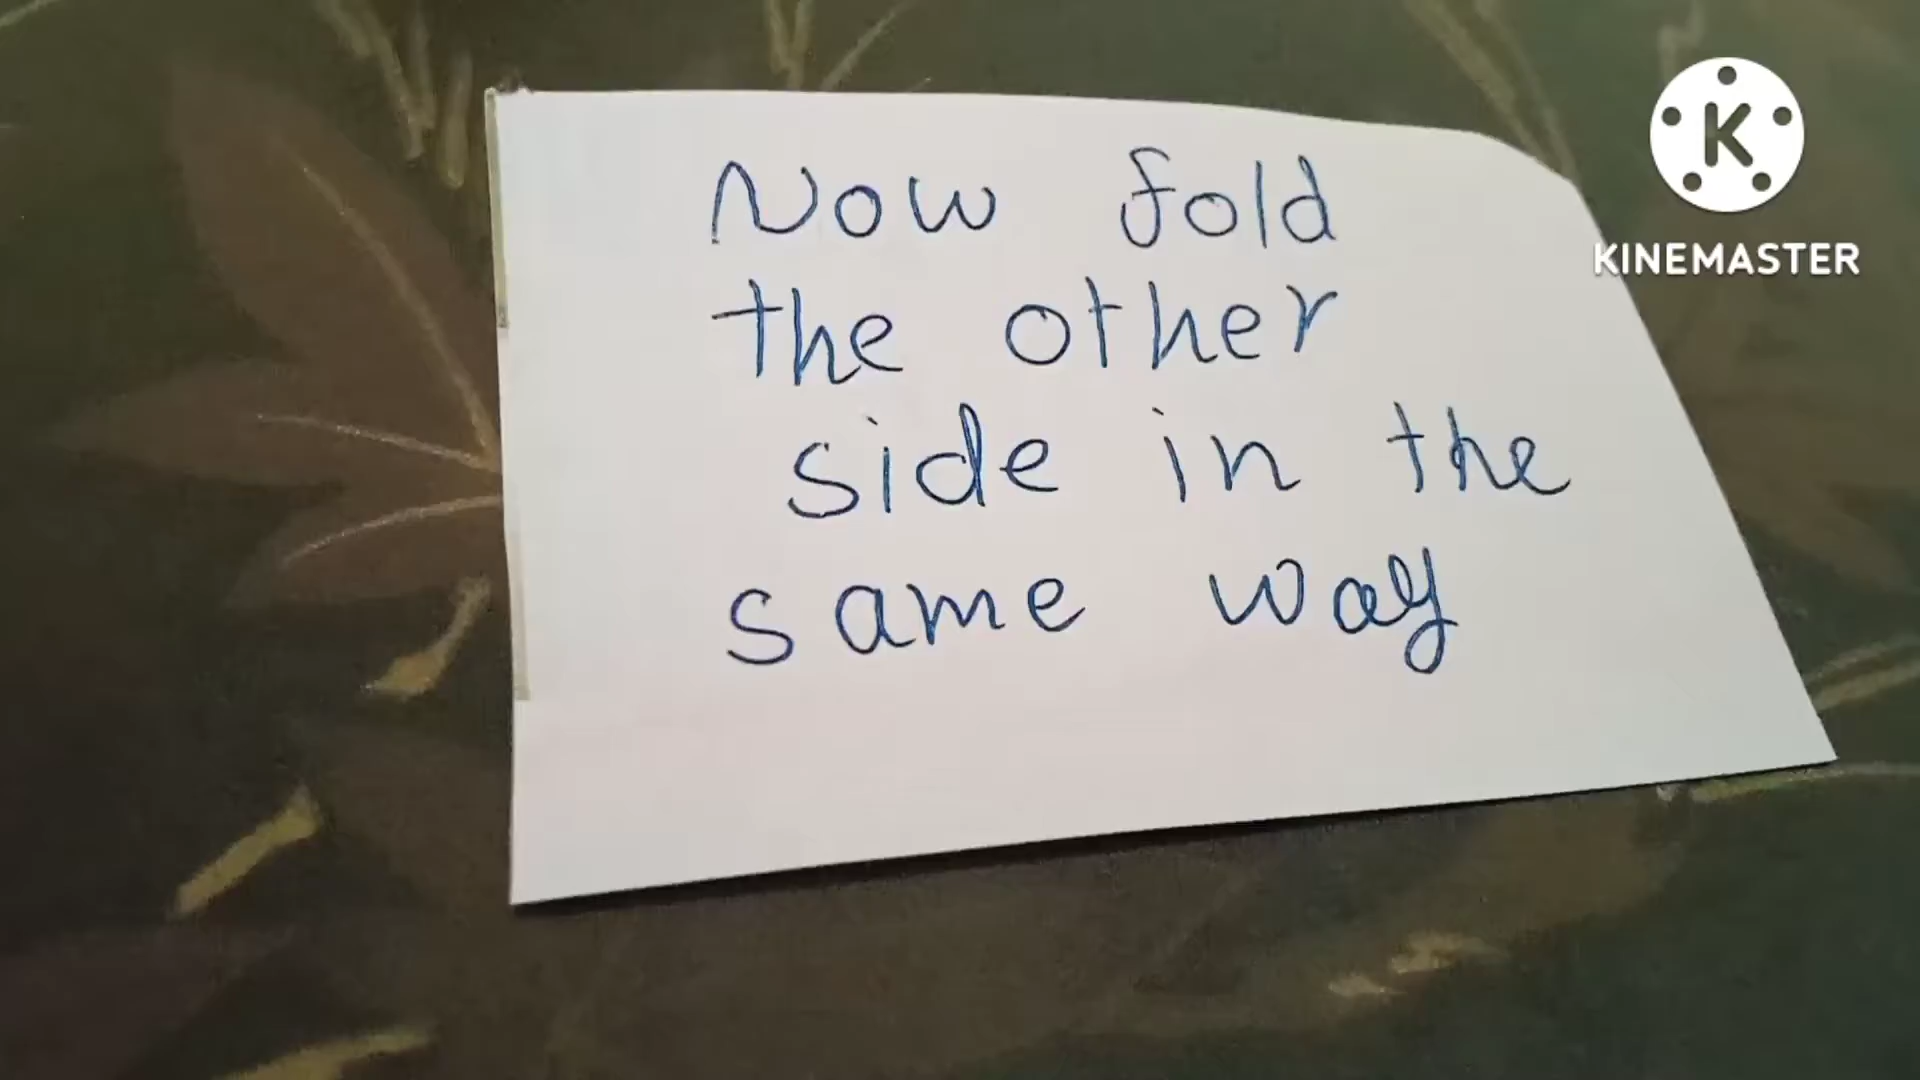 Now fold
the other
side in the
same way
KINEMASTER